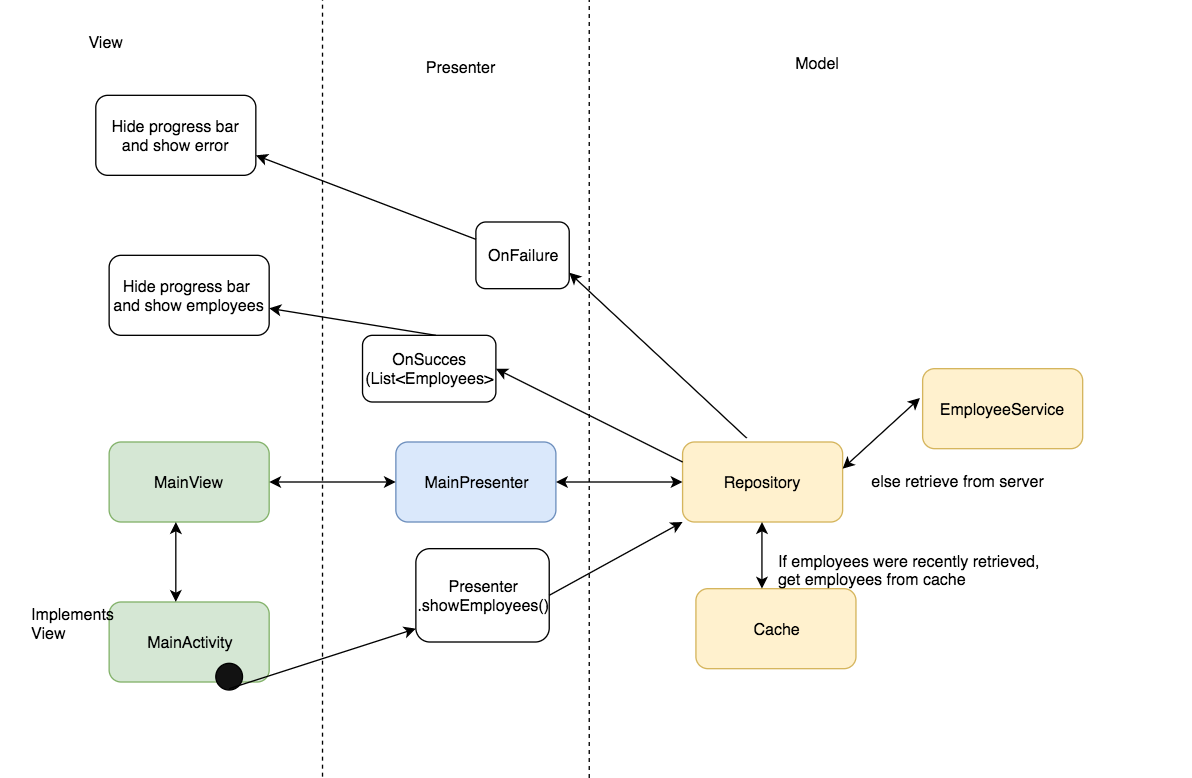 View
Presenter
Model
Hide progress bar
and show error
OnFailure
Hide progress bar
and show employees
OnSucces
(List<Employees>
EmployeeService
MainView
MainPresenter
Repository
else retrieve from server
If employees were recently retrieved,
get employees from cache
Presenter
.showEmployees()
Implements
View
MainActivity
Cache